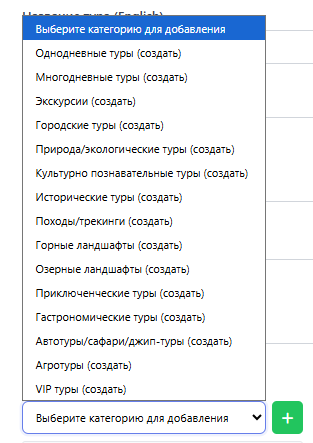 Название тура (English)
Выберите категорию для добавления
Однодневные туры (создать)
Многодневные туры (создать)
Экскурсии (создать)
Городские туры (создать)
Природа/экологические туры (создать)
Культурно познавательные туры (создать)
Исторические туры (создать)
Походы/трекинги (создать)
Горные ландшафты (создать)
Озерные ландшафты (создать)
Приключенческие туры (создать)
Гастрономические туры (создать)
Автотуры/сафари/джип-туры (создать)
Агротуры (создать)
VIP туры (создать)
Выберите категорию для добавления
+